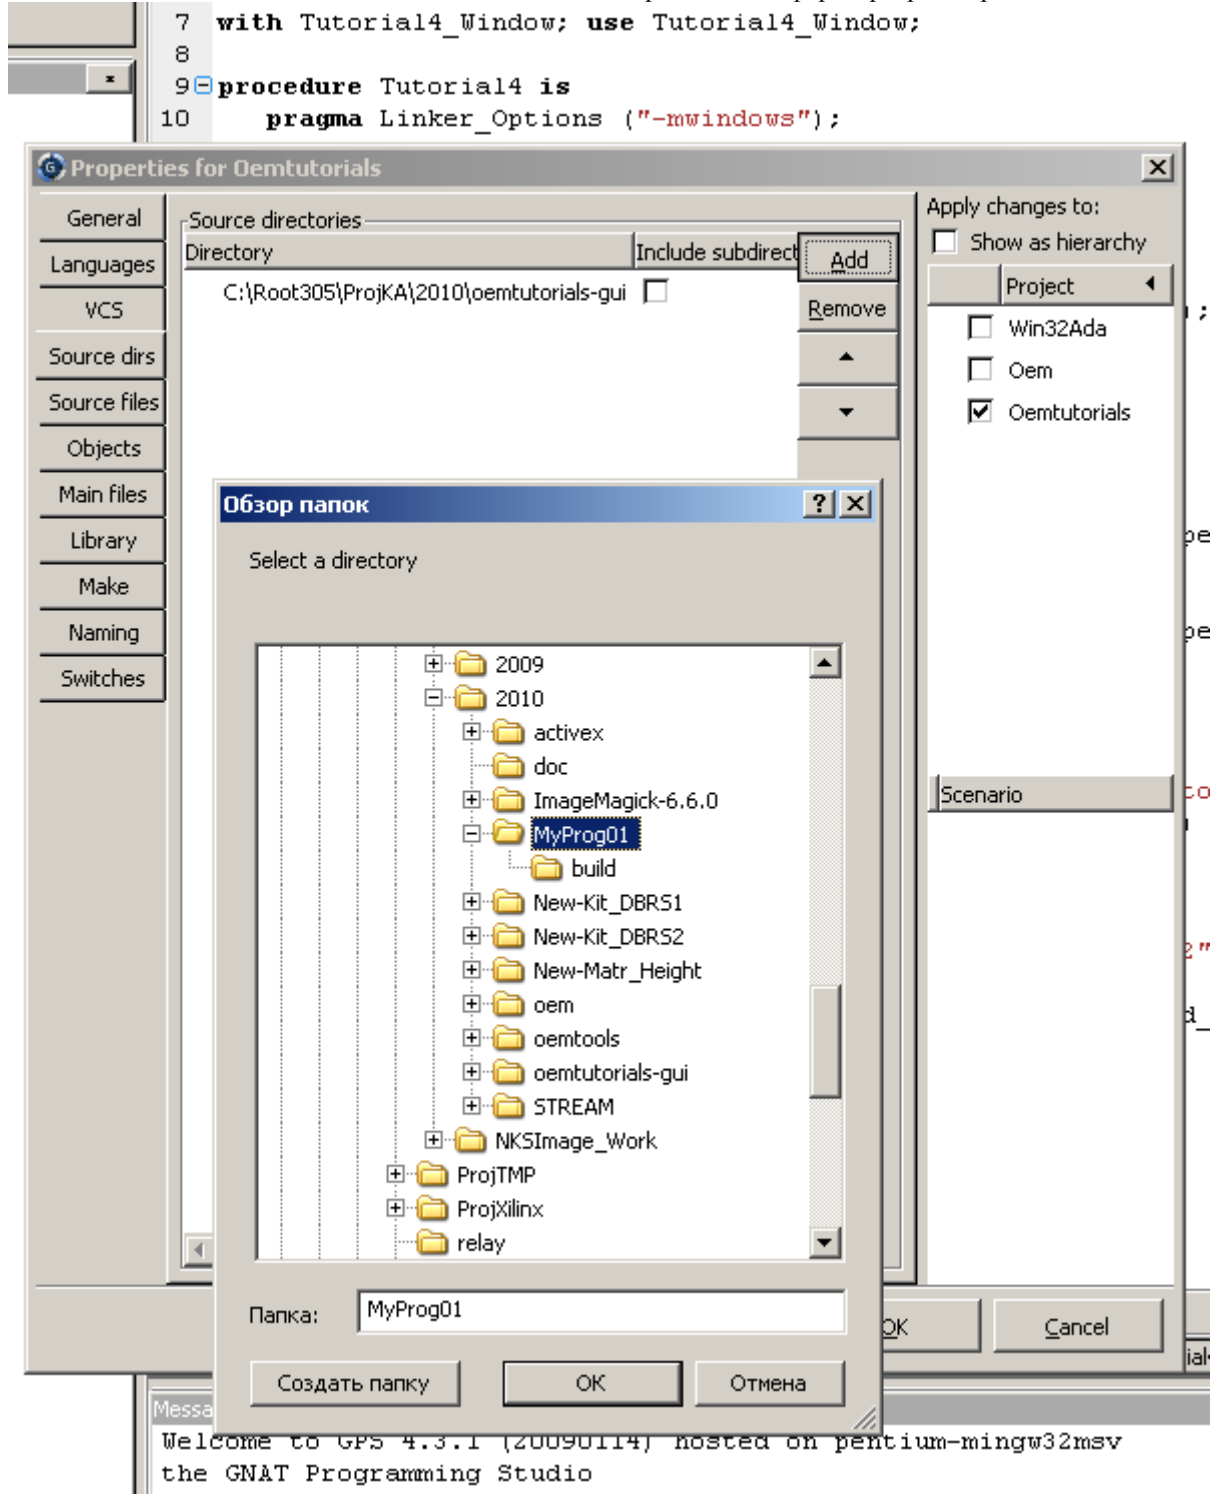 7 with Tutorial4_Window; use Tutorial4_Window;
8
9 procedure Tutorial4 is
10 pragma Linker_Options ("-mwindows");
Properties for Oemtutorials
General
Languages
VCS
Source dirs
Source files
Objects
Main files
Library
Make
Naming
Switches
Source directories
Directory
Include subdirect
C:\Root305\ProjKA\2010\oemtutorials-gui
Add
Remove
Apply changes to:
Show as hierarchy
Project
Win32Ada
Oem
Oemtutorials
Scenario
Обзор папок
Select a directory
2009
2010
activex
doc
ImageMagick-6.6.0
MyProg01
build
New-Kit_DBRS1
New-Kit_DBRS2
New-Matr_Height
oem
oemtools
oemtutorials-gui
STREAM
NKSImage_Work
ProjTMP
ProjXilinx
relay
Папка: MyProg01
Создать папку
ОК
Отмена
OK
Cancel
Messa
Welcome to GPS 4.3.1 (20090114) hosted on pentium-mingw32msv
the GNAT Programming Studio